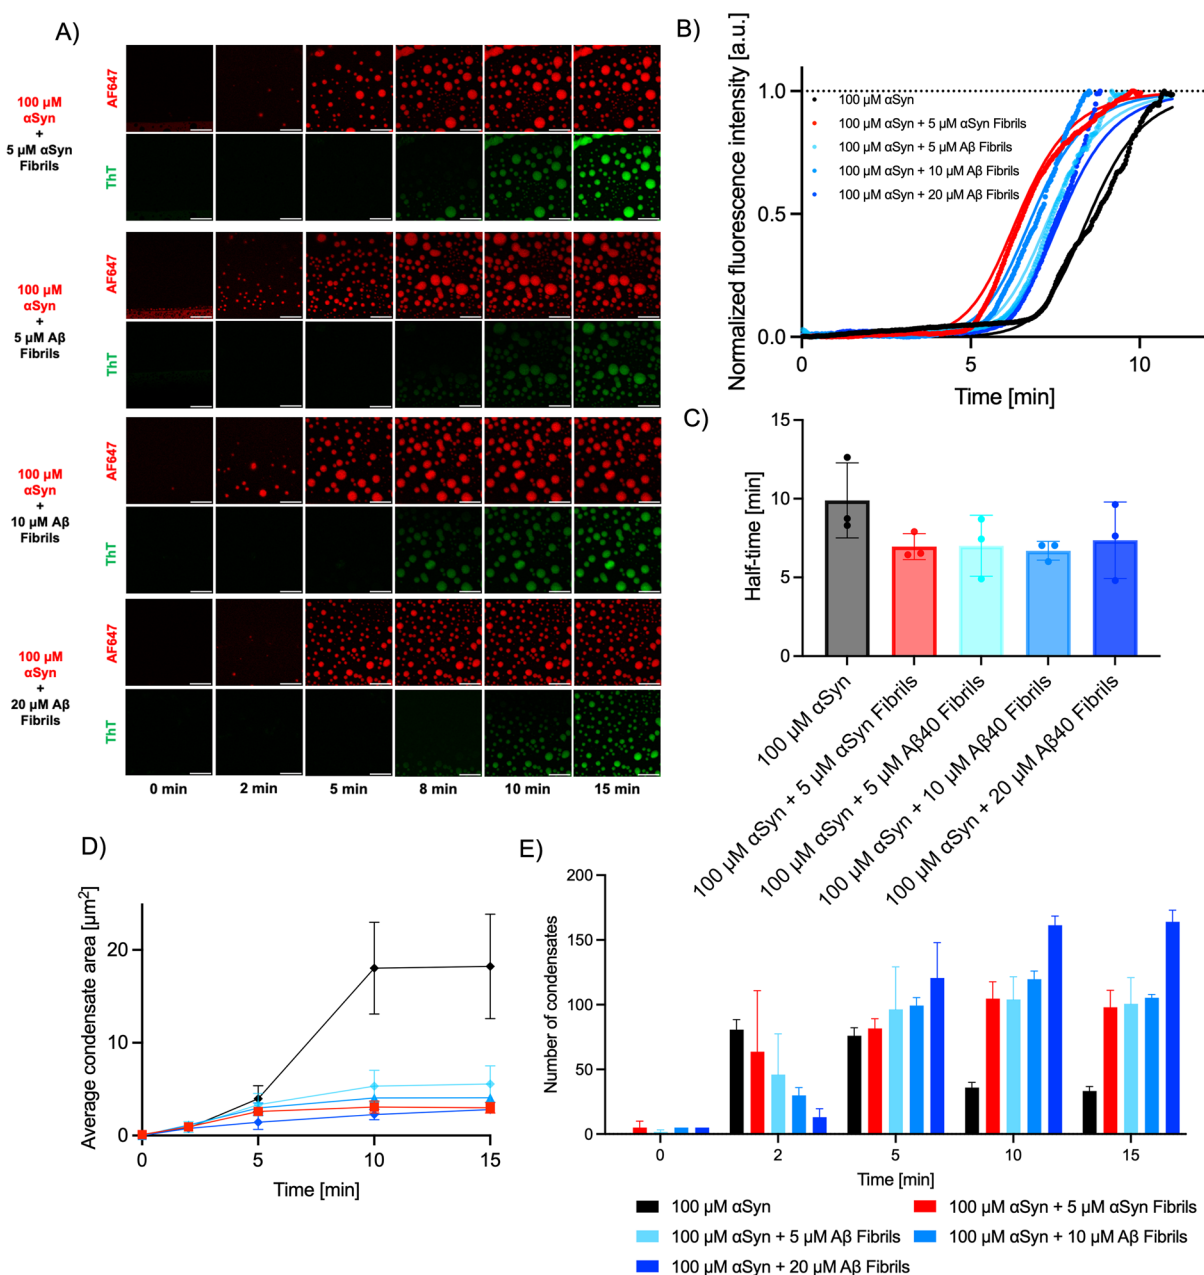 A)
100 µM
αSyn
+
5 µM αSyn
Fibrils
AF647
ThT
100 µM
αSyn
+
5 µM Aβ
Fibrils
AF647
ThT
100 µM
αSyn
+
10 µM Aβ
Fibrils
AF647
ThT
100 µM
αSyn
+
20 µM Aβ
Fibrils
AF647
ThT
0 min 2 min 5 min 8 min 10 min 15 min
B)
Normalized fluorescence intensity [a.u.]
1.0
0.5
0.0
100 µM αSyn
100 µM αSyn + 5 µM αSyn Fibrils
100 µM αSyn + 5 µM Aβ Fibrils
100 µM αSyn + 10 µM Aβ Fibrils
100 µM αSyn + 20 µM Aβ Fibrils
0 5 10
Time [min]
C)
Half-time [min]
15
10
5
0
100 µM αSyn
100 µM αSyn + 5 µM αSyn Fibrils
100 µM αSyn + 5 µM Aβ40 Fibrils
100 µM αSyn + 10 µM Aβ40 Fibrils
100 µM αSyn + 20 µM Aβ40 Fibrils
D)
Average condensate area [µm²]
20
10
0
0 5 10 15
Time [min]
E)
Number of condensates
200
150
100
50
0
0 2 5 10 15
Time [min]
100 µM αSyn
100 µM αSyn + 5 µM αSyn Fibrils
100 µM αSyn + 5 µM Aβ Fibrils
100 µM αSyn + 10 µM Aβ Fibrils
100 µM αSyn + 20 µM Aβ Fibrils